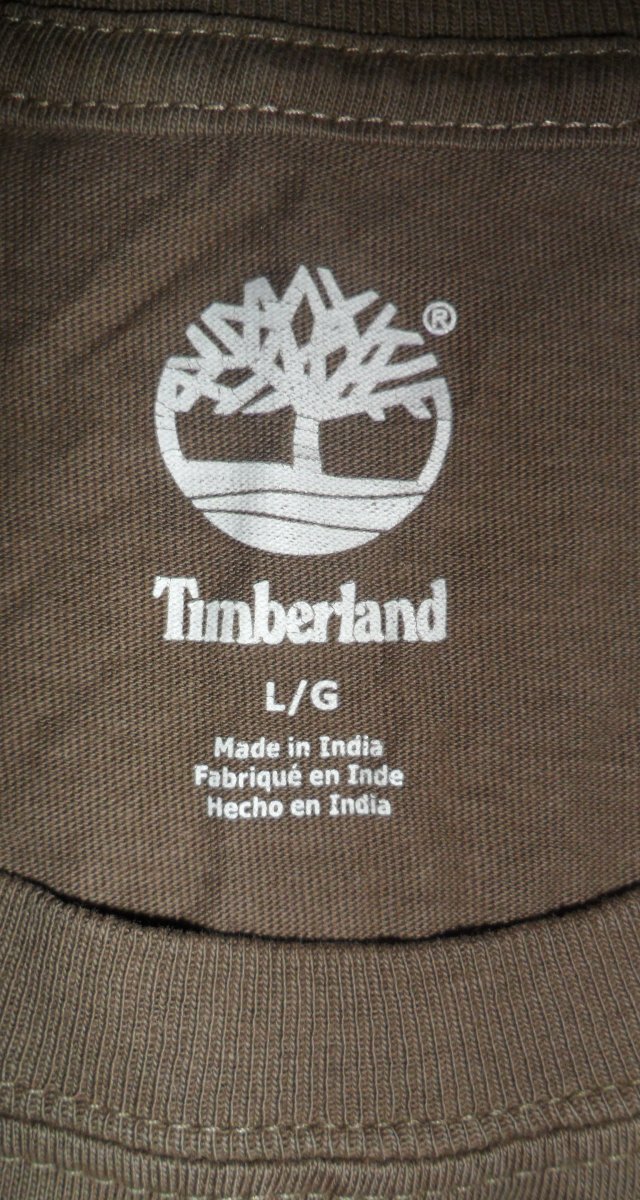 ®
Timberland
L/G
Made in India
Fabriqué en Inde
Hecho en India